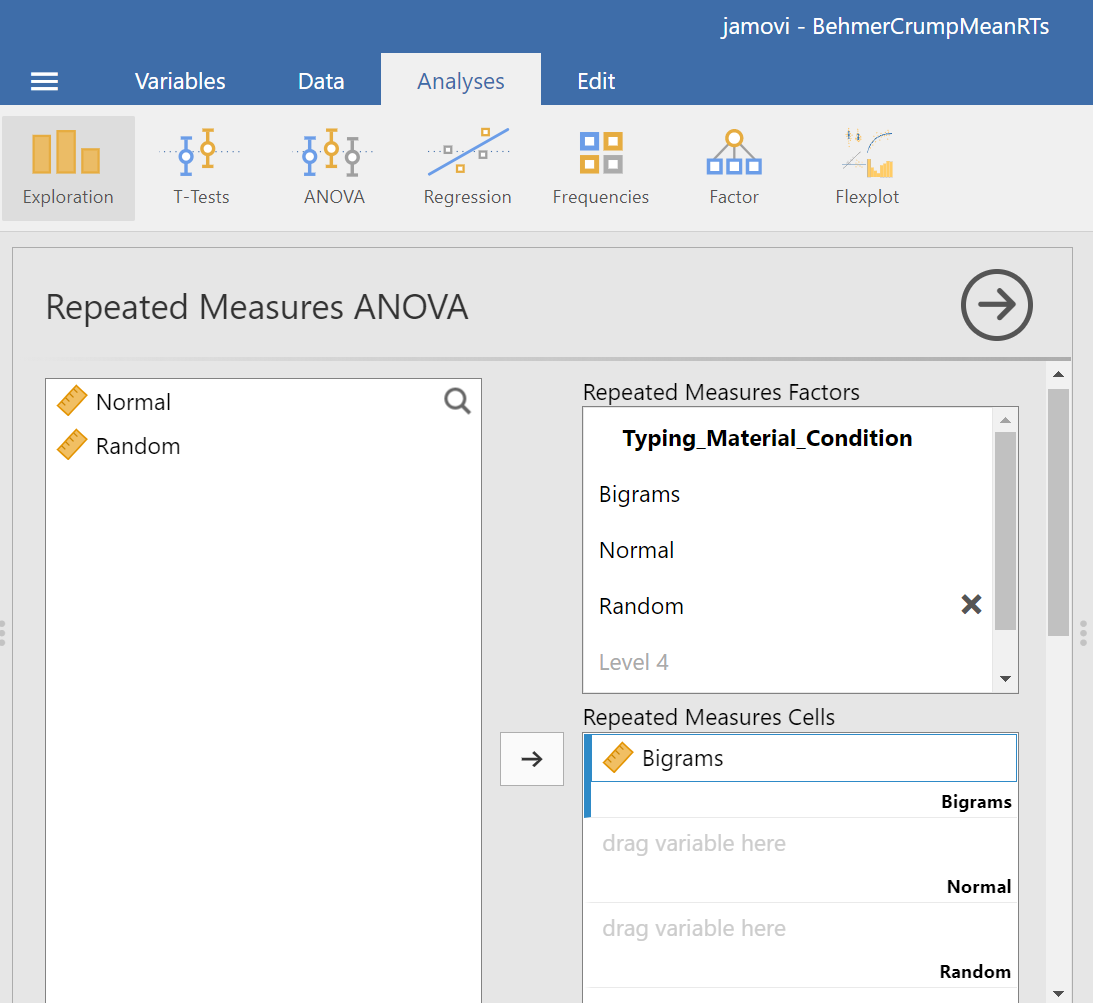 jamovi - BehmerCrumpMeanRTs
Variables Data Analyses Edit
Exploration T-Tests ANOVA Regression Frequencies Factor Flexplot
Repeated Measures ANOVA
Normal
Random
Repeated Measures Factors
Typing_Material_Condition
Bigrams
Normal
Random
Level 4
Repeated Measures Cells
Bigrams
Bigrams
drag variable here
Normal
drag variable here
Random